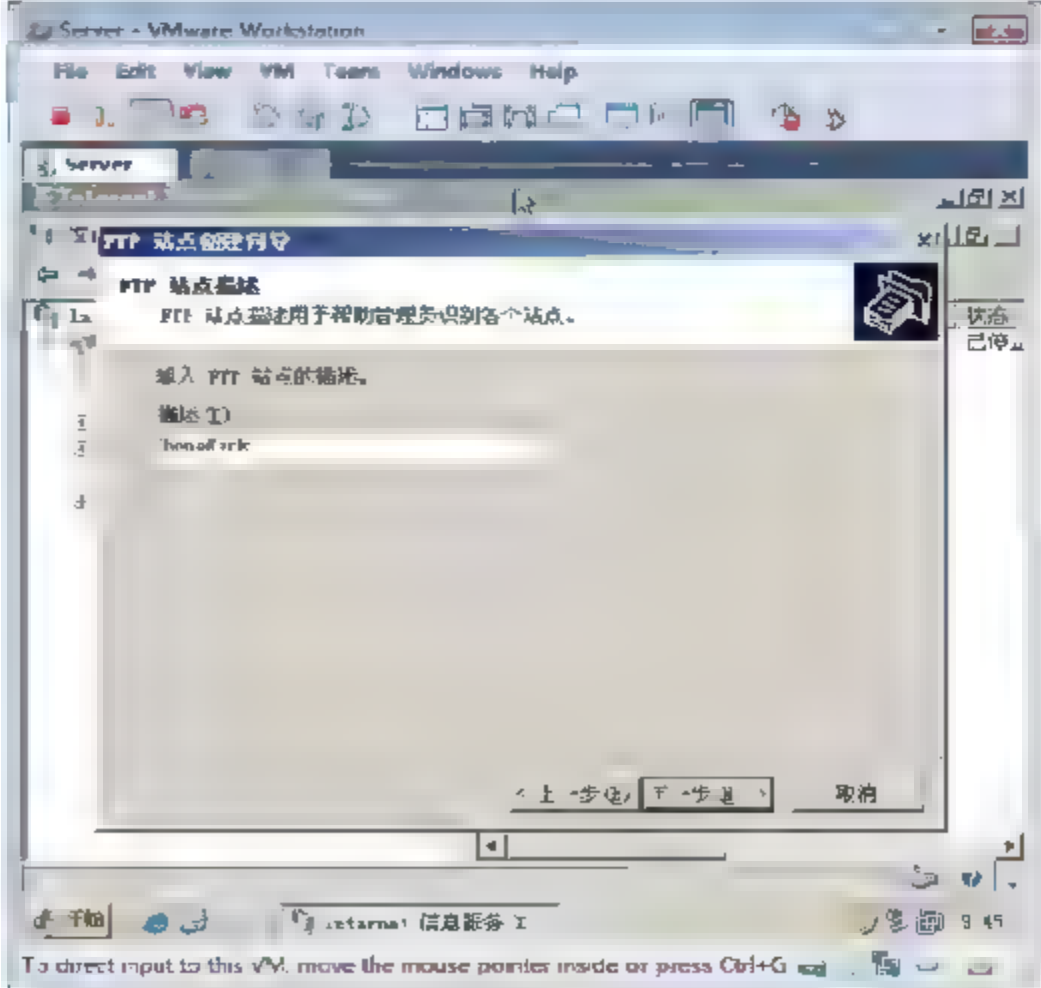 Server - VMware Workstation
File Edit View VM Team Windows Help
Server
FTP 站点创建向导
FTP 站点描述
FTP 站点描述用于帮助管理员识别各个站点。
状态
已停
输入 FTP 站点的描述。
描述(D)
< 上一步(B) 下一步(N) > 取消
开始 Internet 信息服务 9:45
To direct input to this VM, move the mouse pointer inside or press Ctrl+G